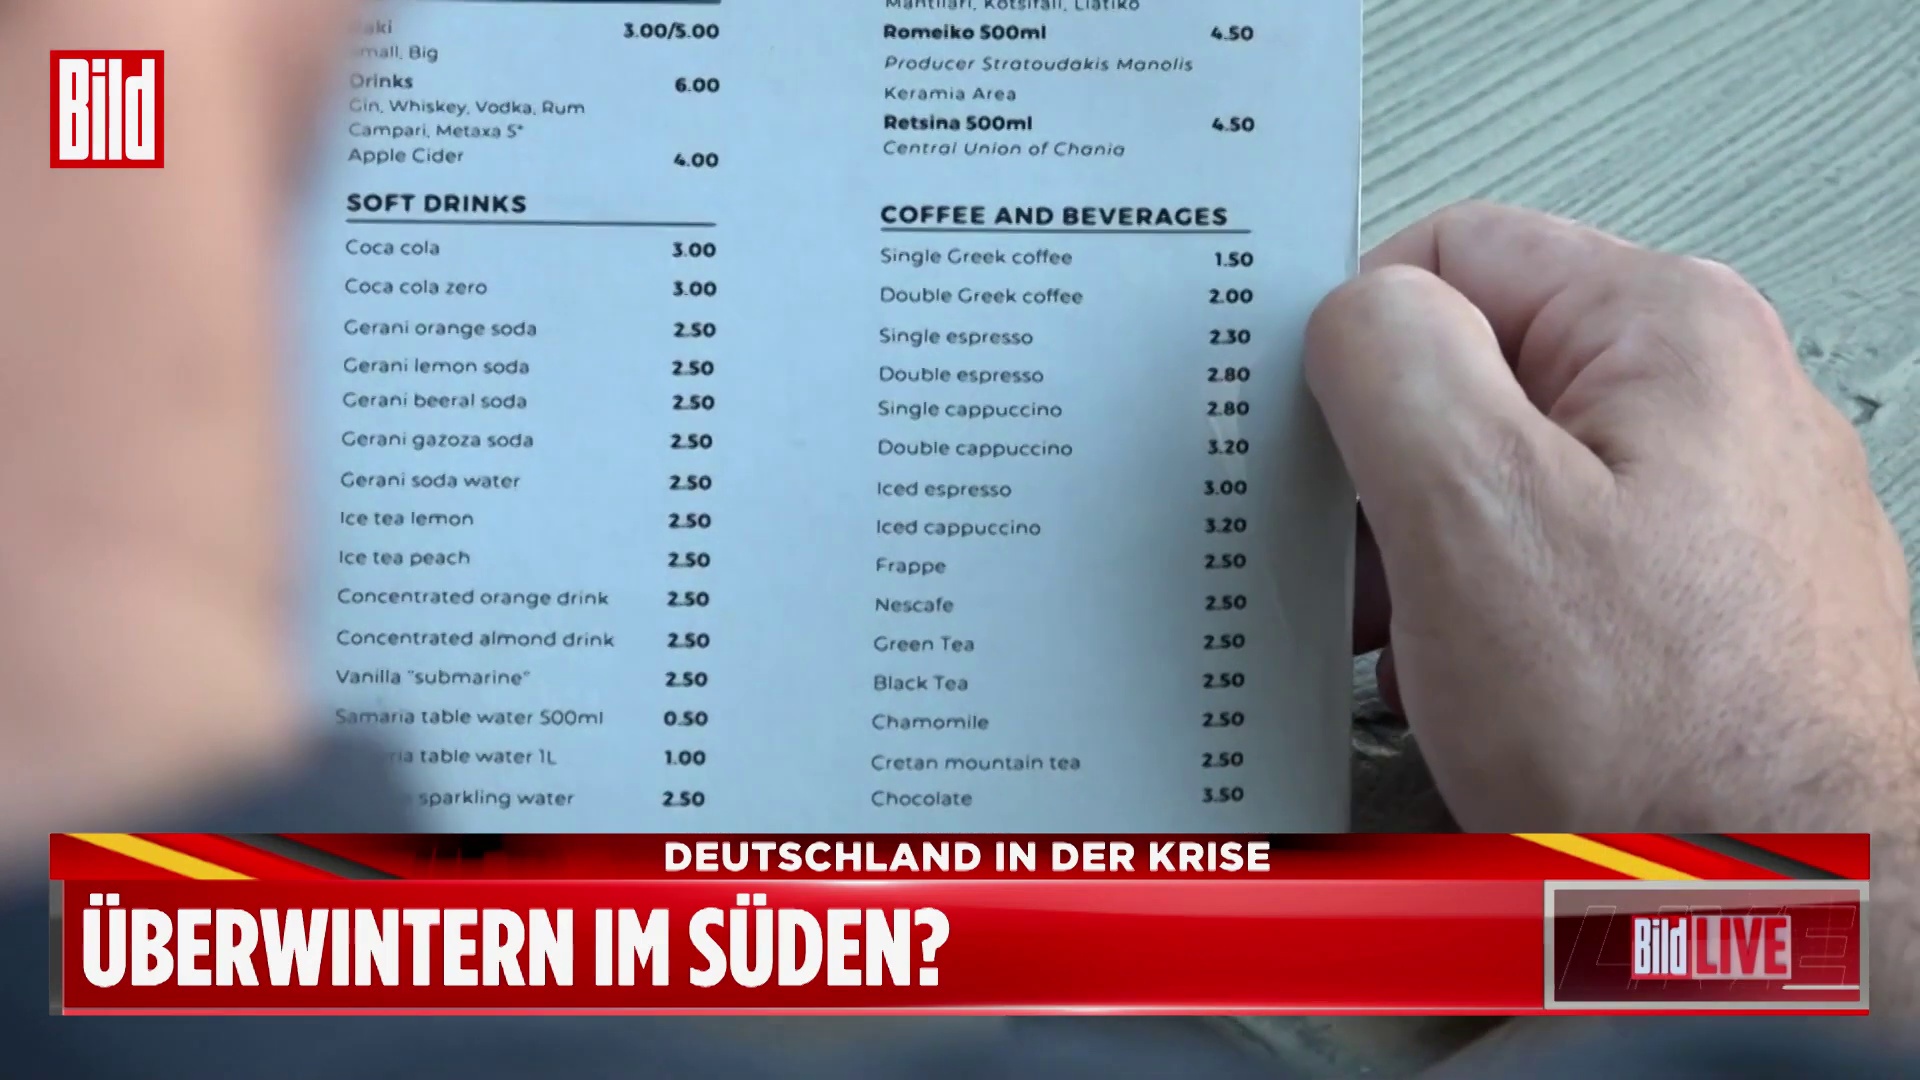 Bild
3.00/5.00
Small, Big
Drinks
6.00
Gin, Whiskey, Vodka, Rum
Campari, Metaxa 5*
Apple Cider
4.00
SOFT DRINKS
Coca cola 3.00
Coca cola zero 3.00
Gerani orange soda 2.50
Gerani lemon soda 2.50
Gerani beeral soda 2.50
Gerani gazoza soda 2.50
Gerani soda water 2.50
Ice tea lemon 2.50
Ice tea peach 2.50
Concentrated orange drink 2.50
Concentrated almond drink 2.50
Vanilla "submarine" 2.50
Samaria table water 500ml 0.50
table water 1L 1.00
sparkling water 2.50
Mantilari, Kotsifali, Liatiko
Romeiko 500ml 4.50
Producer Stratoudakis Manolis
Keramia Area
Retsina 500ml 4.50
Central Union of Chania
COFFEE AND BEVERAGES
Single Greek coffee 1.50
Double Greek coffee 2.00
Single espresso 2.30
Double espresso 2.80
Single cappuccino 2.80
Double cappuccino 3.20
Iced espresso 3.00
Iced cappuccino 3.20
Frappe 2.50
Nescafe 2.50
Green Tea 2.50
Black Tea 2.50
Chamomile 2.50
Cretan mountain tea 2.50
Chocolate 3.50
DEUTSCHLAND IN DER KRISE
ÜBERWINTERN IM SÜDEN?
Bild LIVE